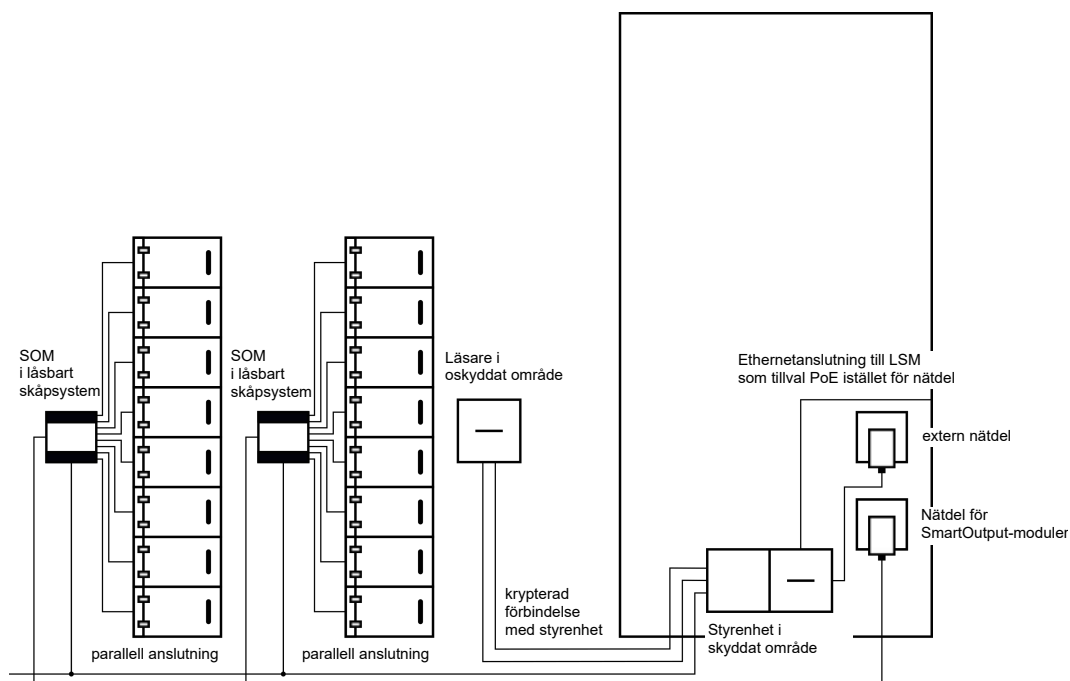 SOM
i låsbart
skåpsystem
SOM
i låsbart
skåpsystem
Läsare i
oskyddat område
Ethernetanslutning till LSM
som tillval PoE istället för nätdel
extern nätdel
Nätdel för
SmartOutput-moduler
krypterad
förbindelse
med styrenhet
Styrenhet i
skyddat område
parallell anslutning
parallell anslutning